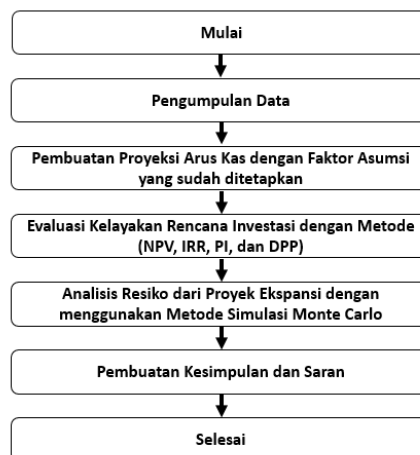 Mulai
Pengumpulan Data
Pembuatan Proyeksi Arus Kas dengan Faktor Asumsi
yang sudah ditetapkan
Evaluasi Kelayakan Rencana Investasi dengan Metode
(NPV, IRR, PI, dan DPP)
Analisis Resiko dari Proyek Ekspansi dengan
menggunakan Metode Simulasi Monte Carlo
Pembuatan Kesimpulan dan Saran
Selesai